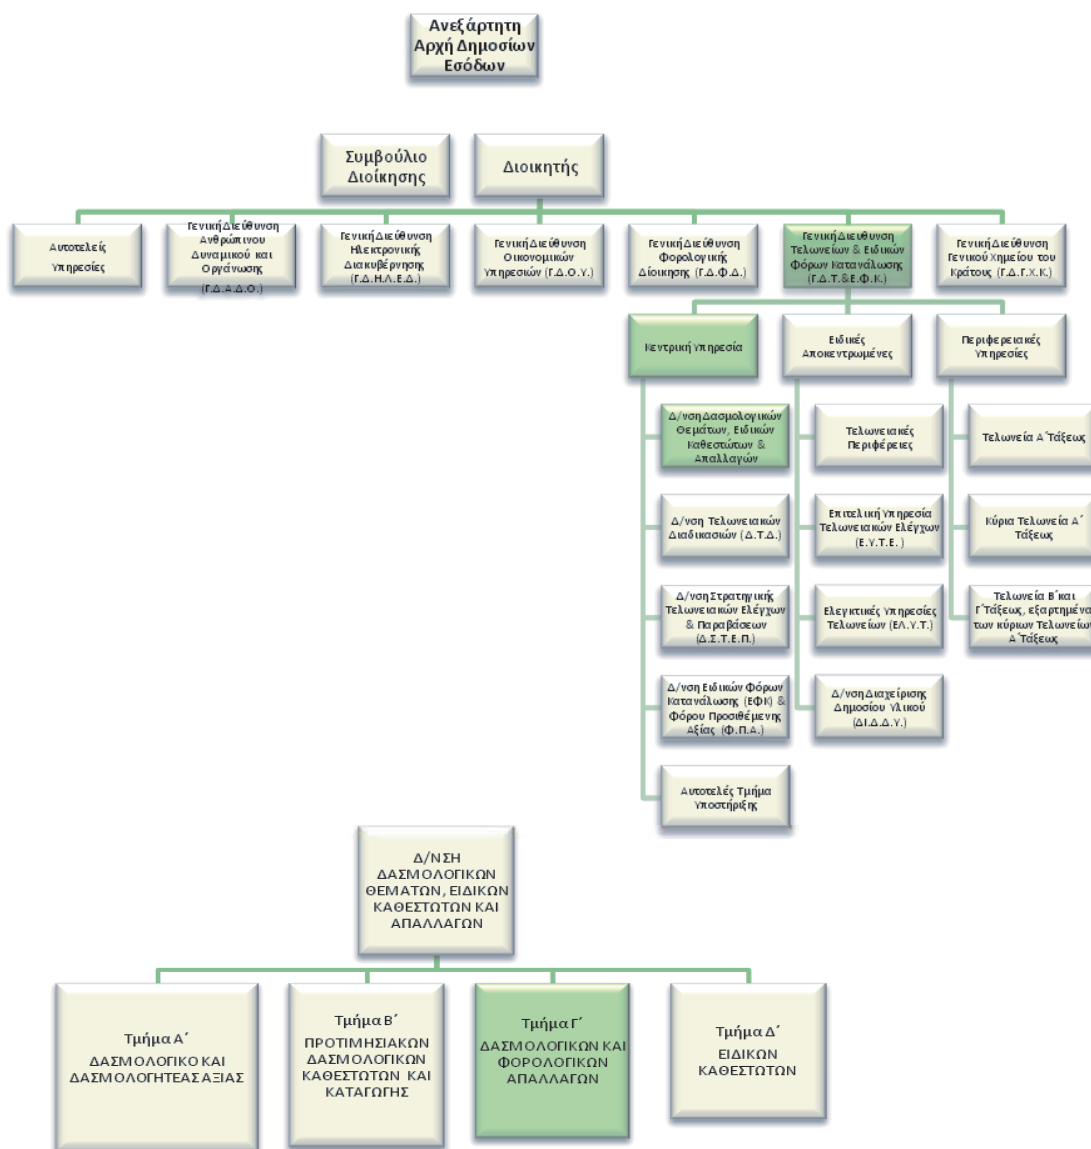 Ανεξάρτητη
Αρχή Δημοσίων
Εσόδων
Συμβούλιο
Διοίκησης
Διοικητής
Αυτοτελείς
Υπηρεσίες
Γενική Διεύθυνση
Ανθρώπινου
Δυναμικού και
Οργάνωσης
(Γ.Δ.Α.Δ.Ο.)
Γενική Διεύθυνση
Ηλεκτρονικής
Διακυβέρνησης
(Γ.Δ.Η.Λ.Ε.Δ.)
Γενική Διεύθυνση
Οικονομικών
Υπηρεσιών (Γ.Δ.Ο.Υ.)
Γενική Διεύθυνση
Φορολογικής
Δίοικησης (Γ.Δ.Φ.Δ.)
Γενική Διευθυνση
Τελωνείων & Ειδικών
Φόρων Κατανάλωσης
(Γ.Δ.Τ.&Ε.Φ.Κ.)
Γενική Διεύθυνση
Γενικού Χημείου του
Κράτους (Γ.Δ.Γ.Χ.Κ.)
Κεντρική Υπηρεσία
Ειδικές
Αποκεντρωμένες
Περιφερειακές
Υπηρεσίες
Δ/νση Δασμολογικών
Θεμάτων, Ειδικών
Καθεστώτων &
Απαλλαγών
Τελωνειακές
Περιφέρειες
Τελωνεία Α΄Τάξεως
Δ/νση Τελωνειακών
Διαδικασιών (Δ.Τ.Δ.)
Επιτελική Υπηρεσία
Τελωνειακών Ελέγχων
(Ε.Υ.Τ.Ε. )
Κύρια Τελωνεία Α΄
Τάξεως
Δ/νση Στρατηγικής
Τελωνειακών Ελέγχων
& Παραβάσεων
(Δ.Σ.Τ.Ε.Π.)
Ελεγκτικές Υπηρεσίες
Τελωνείων (ΕΛ.Υ.Τ.)
Τελωνεία Β΄και
Γ΄Τάξεως, εξαρτημένα
των κύριων Τελωνείων
Α΄Τάξεως
Δ/νση Ειδικών Φόρων
Κατανάλωσης (ΕΦΚ) &
Φόρου Προσιθέμενης
Αξίας (Φ.Π.Α.)
Δ/νση Διαχείρισης
Δημοσίου Υλικού
(ΔΙ.Δ.Δ.Υ.)
Αυτοτελές Τμήμα
Υποστήριξης
Δ/ΝΣΗ
ΔΑΣΜΟΛΟΓΙΚΩΝ
ΘΕΜΑΤΩΝ, ΕΙΔΙΚΩΝ
ΚΑΘΕΣΤΩΤΩΝ ΚΑΙ
ΑΠΑΛΛΑΓΩΝ
Τμήμα Α΄
ΔΑΣΜΟΛΟΓΙΚΟ ΚΑΙ
ΔΑΣΜΟΛΟΓΗΤΕΑΣ ΑΞΙΑΣ
Τμήμα Β΄
ΠΡΟΤΙΜΗΣΙΑΚΩΝ
ΔΑΣΜΟΛΟΓΙΚΩΝ
ΚΑΘΕΣΤΩΤΩΝ ΚΑΙ
ΚΑΤΑΓΩΓΗΣ
Τμήμα Γ΄
ΔΑΣΜΟΛΟΓΙΚΩΝ ΚΑΙ
ΦΟΡΟΛΟΓΙΚΩΝ
ΑΠΑΛΛΑΓΩΝ
Τμήμα Δ΄
ΕΙΔΙΚΩΝ
ΚΑΘΕΣΤΩΤΩΝ